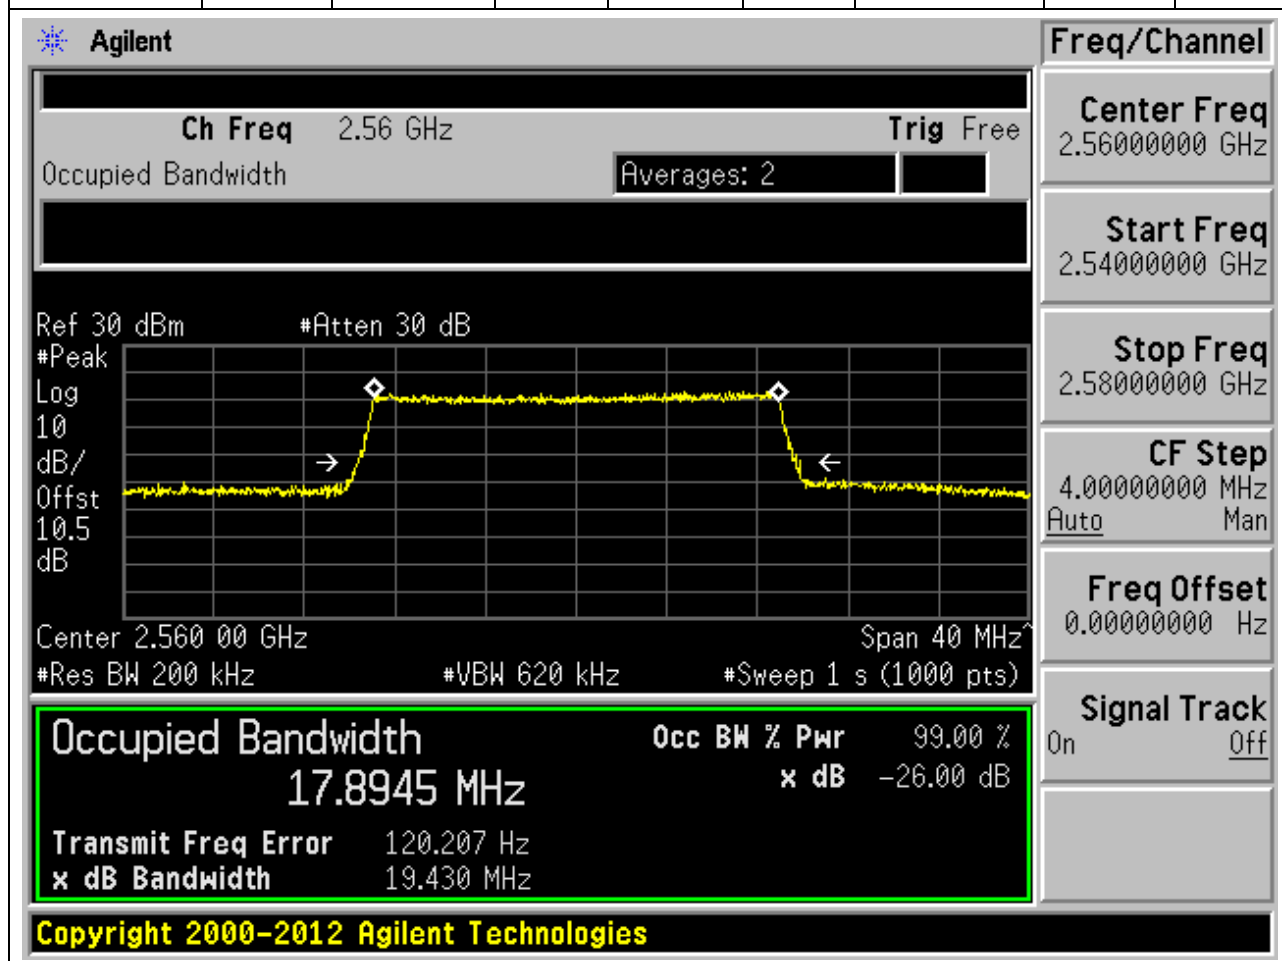 Agilent
Freq/Channel
Ch Freq 2.56 GHz Trig Free
Occupied Bandwidth Averages: 2
Ref 30 dBm #Atten 30 dB
#Peak
Log
10
dB/
Offst
10.5
dB
Center 2.560 00 GHz Span 40 MHz^
#Res BW 200 kHz #VBW 620 kHz #Sweep 1 s (1000 pts)
Occupied Bandwidth Occ BW % Pwr 99.00 %
17.8945 MHz x dB -26.00 dB
Transmit Freq Error 120.207 Hz
x dB Bandwidth 19.430 MHz
Center Freq
2.56000000 GHz
Start Freq
2.54000000 GHz
Stop Freq
2.58000000 GHz
CF Step
4.00000000 MHz
Auto Man
Freq Offset
0.00000000 Hz
Signal Track
On Off
Copyright 2000-2012 Agilent Technologies